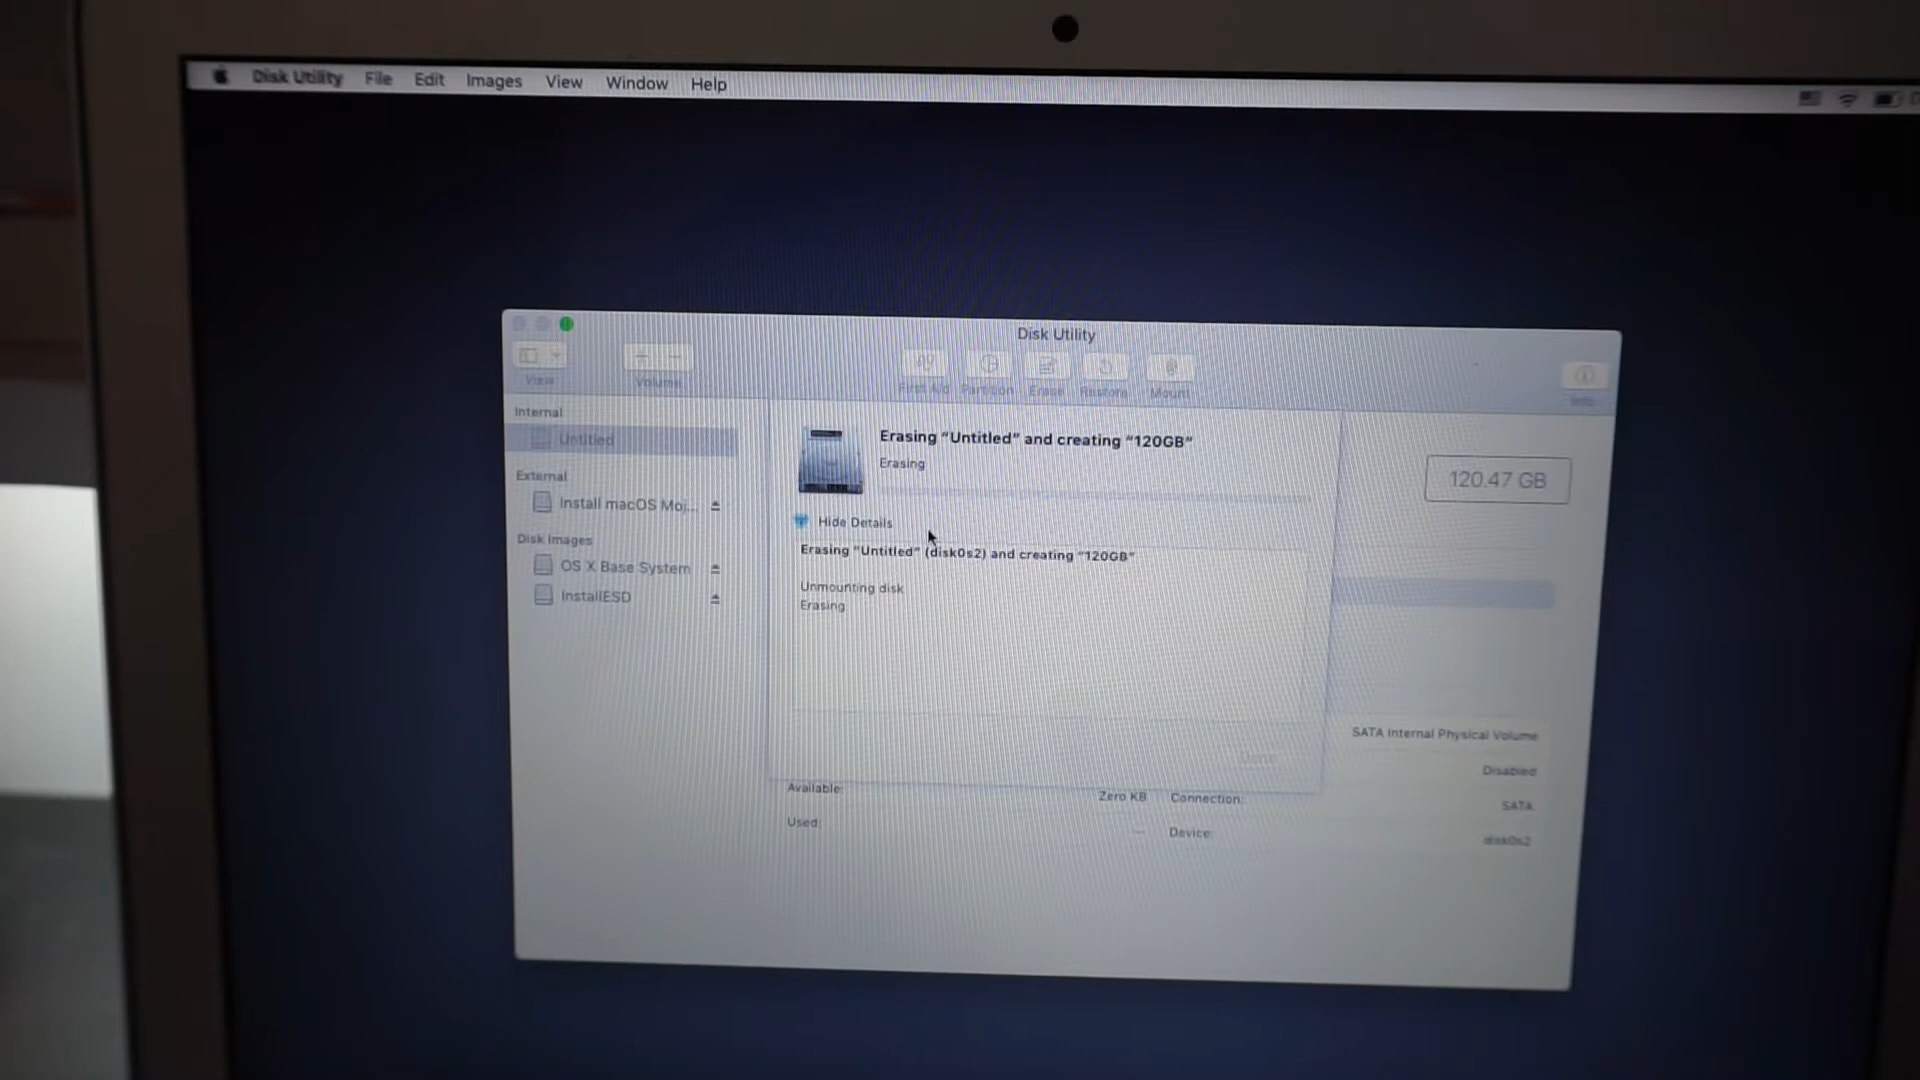 Disk Utility File Edit Images View Window Help
Disk Utility
View Volume First Aid Partition Erase Restore Mount Info
Internal
Untitled
External
Install macOS Moj...
Disk Images
OS X Base System
InstallESD
Erasing “Untitled” and creating “120GB”
Erasing
Hide Details
Erasing “Untitled” (disk0s2) and creating “120GB”
Unmounting disk
Erasing
Done
120.47 GB
SATA Internal Physical Volume
Disabled
Available: Zero KB Connection: SATA
Used: -- Device: disk0s2